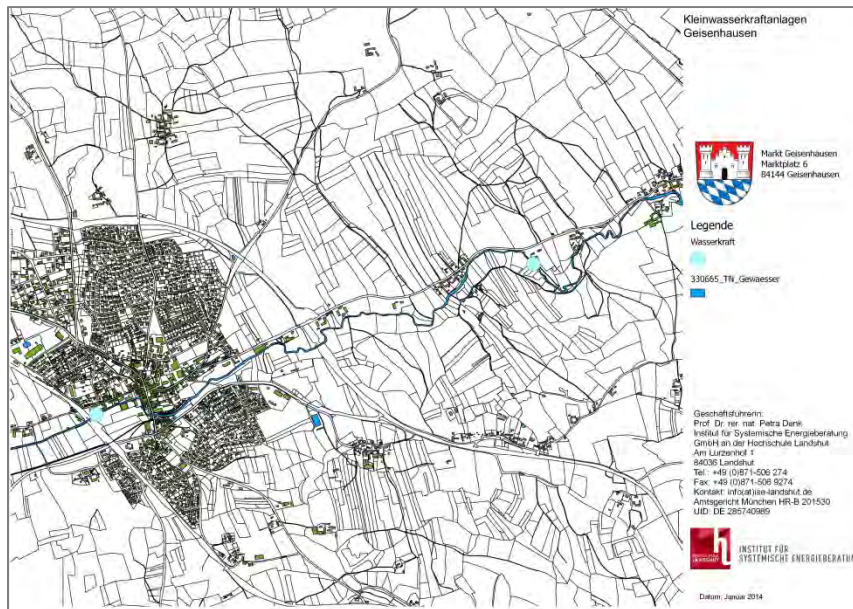 Kleinwasserkraftanlagen
Geisenhausen
Markt Geisenhausen
Marktplatz 6
84144 Geisenhausen
Legende
Wasserkraft
330665_TN_Gewaesser
Geschäftsführerin:
Prof. Dr. rer. nat. Petra Denk
Institut für Systemische Energieberatung
GmbH an der Hochschule Landshut
Am Lurzenhof 1
84036 Landshut
Tel.: +49 (0)871-506 274
Fax: +49 (0)871-506 9274
Kontakt: info(at)ise-landshut.de
Amtsgericht München HR-B 201530
UID: DE 285740989
INSTITUT FÜR
SYSTEMISCHE ENERGIEBERATUNG
Datum: Januar 2014